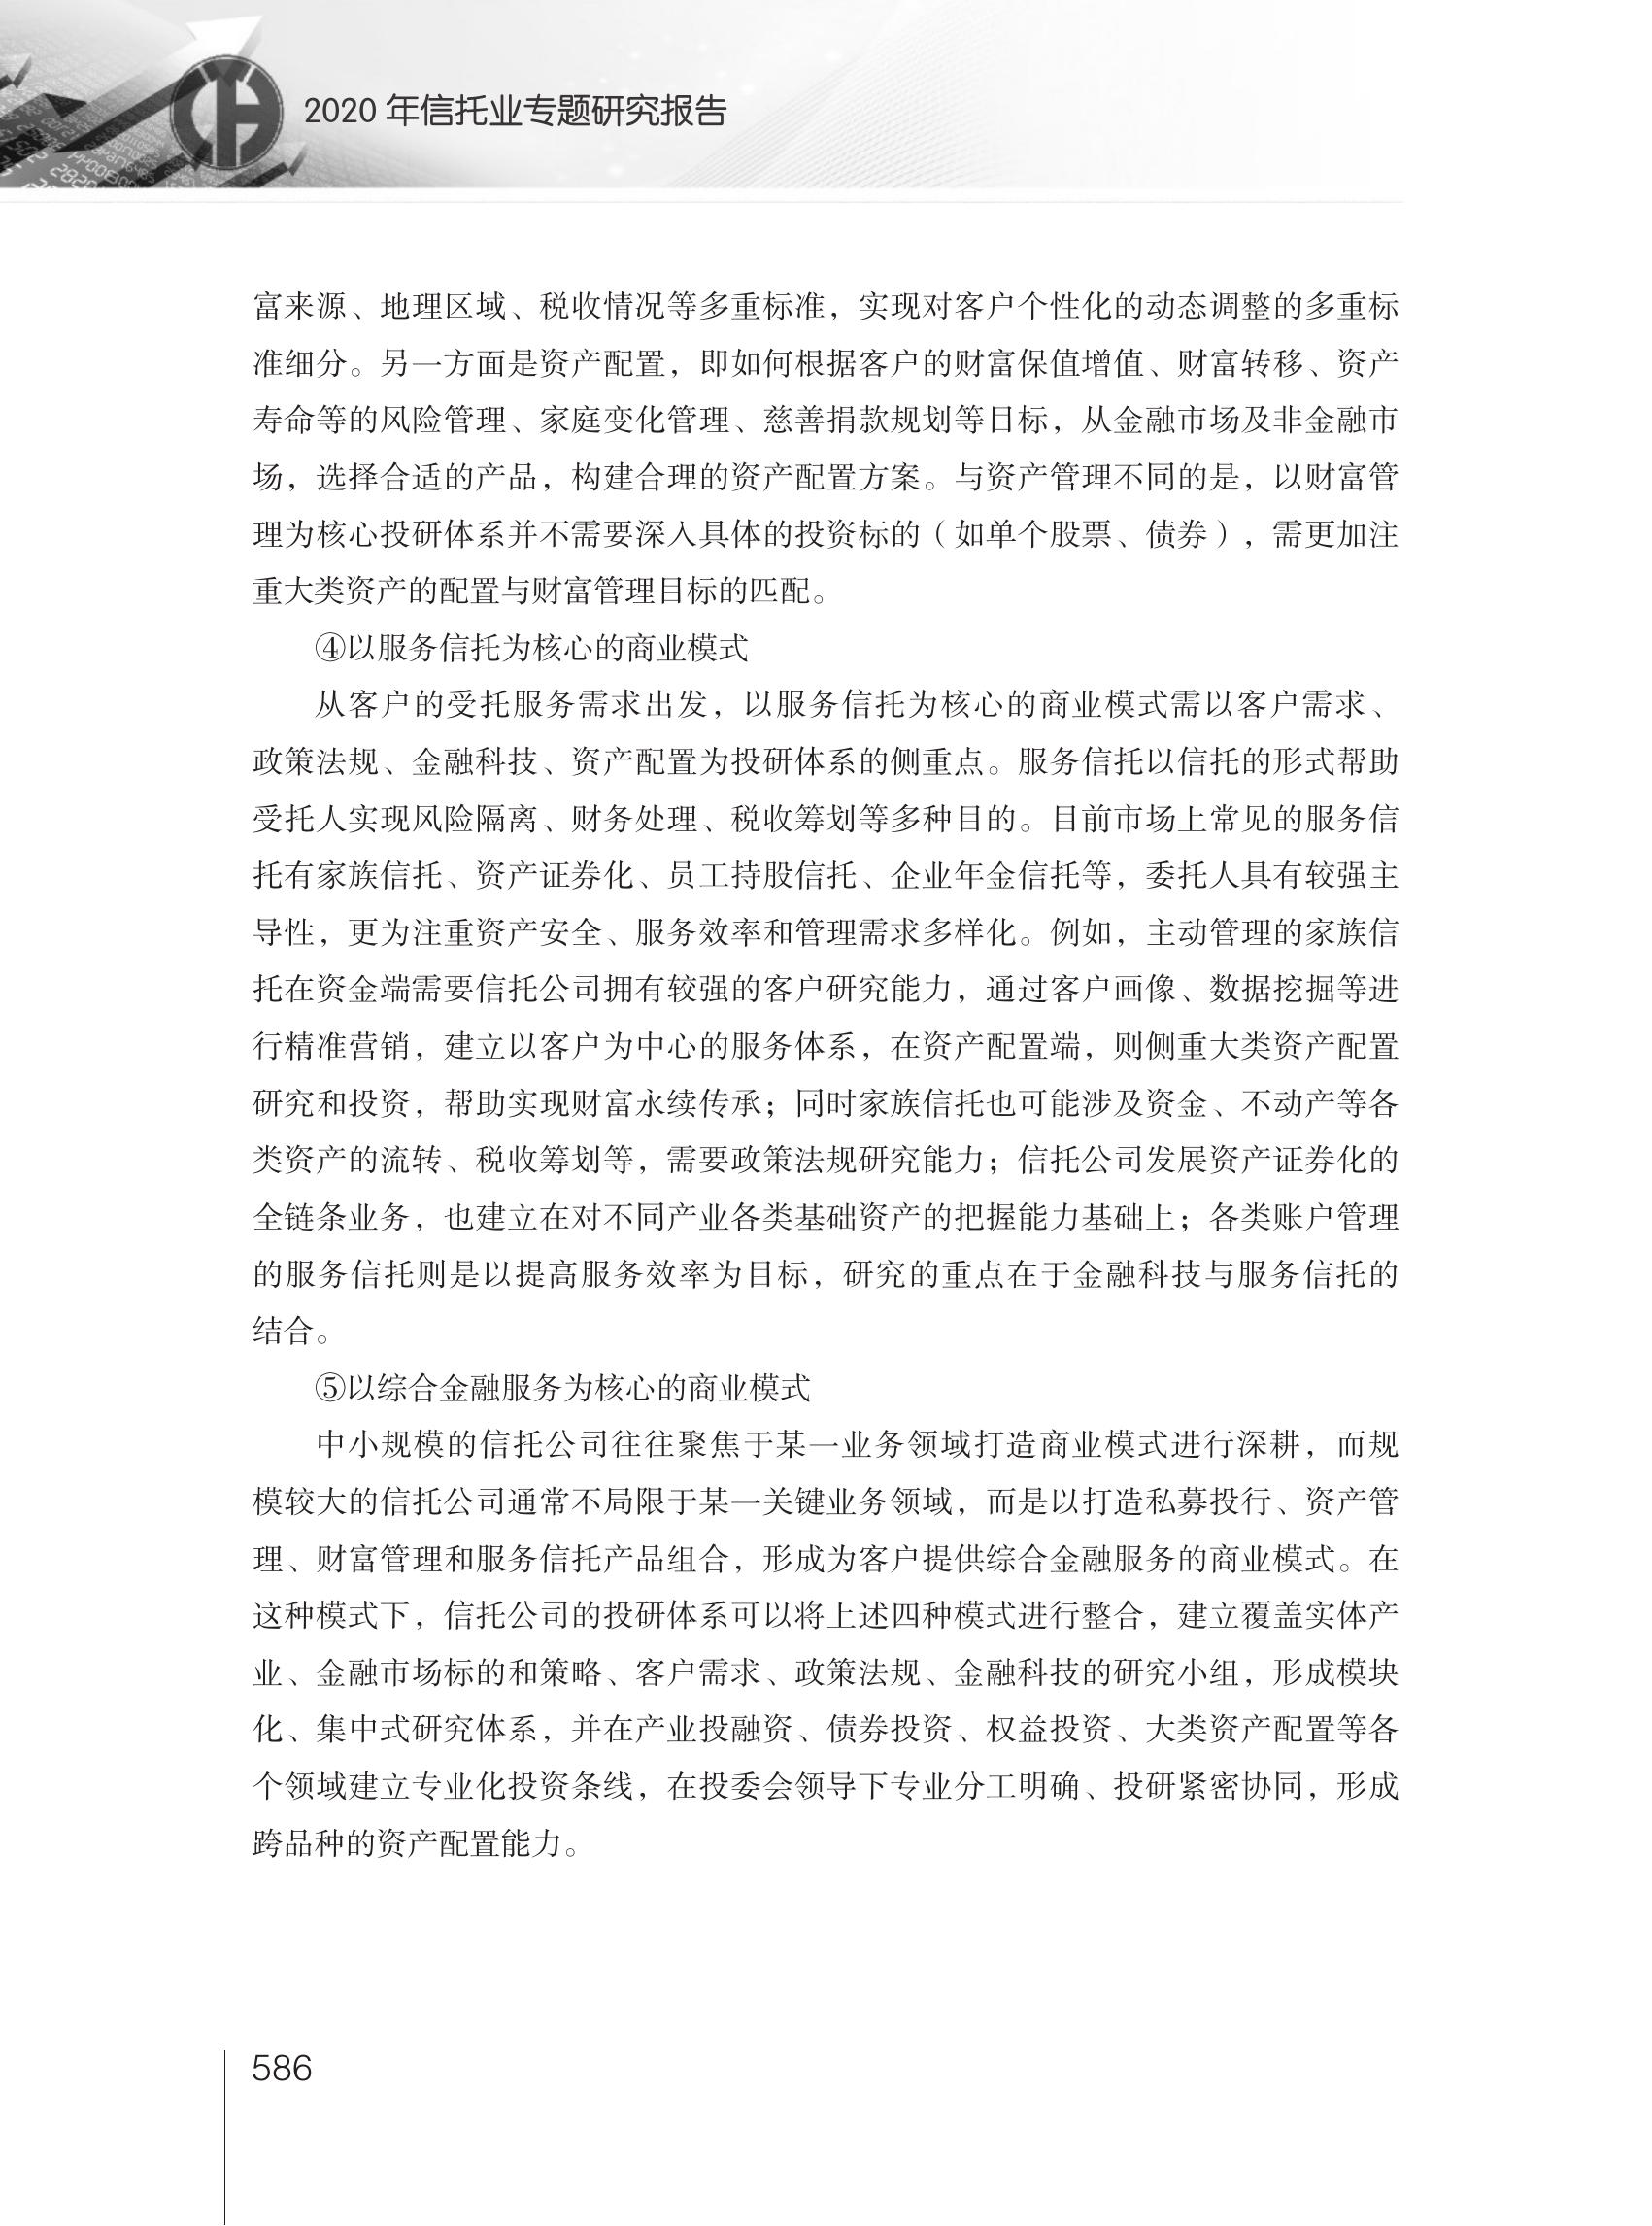 2020 年信托业专题研究报告
富来源、地理区域、税收情况等多重标准，实现对客户个性化的动态调整的多重标
准细分。另一方面是资产配置，即如何根据客户的财富保值增值、财富转移、资产
寿命等的风险管理、家庭变化管理、慈善捐款规划等目标，从金融市场及非金融市
场，选择合适的产品，构建合理的资产配置方案。与资产管理不同的是，以财富管
理为核心投研体系并不需要深入具体的投资标的（如单个股票、债券），需更加注
重大类资产的配置与财富管理目标的匹配。
④以服务信托为核心的商业模式
从客户的受托服务需求出发，以服务信托为核心的商业模式需以客户需求、
政策法规、金融科技、资产配置为投研体系的侧重点。服务信托以信托的形式帮助
受托人实现风险隔离、财务处理、税收筹划等多种目的。目前市场上常见的服务信
托有家族信托、资产证券化、员工持股信托、企业年金信托等，委托人具有较强主
导性，更为注重资产安全、服务效率和管理需求多样化。例如，主动管理的家族信
托在资金端需要信托公司拥有较强的客户研究能力，通过客户画像、数据挖掘等进
行精准营销，建立以客户为中心的服务体系，在资产配置端，则侧重大类资产配置
研究和投资，帮助实现财富永续传承；同时家族信托也可能涉及资金、不动产等各
类资产的流转、税收筹划等，需要政策法规研究能力；信托公司发展资产证券化的
全链条业务，也建立在对不同产业各类基础资产的把握能力基础上；各类账户管理
的服务信托则是以提高服务效率为目标，研究的重点在于金融科技与服务信托的
结合。
⑤以综合金融服务为核心的商业模式
中小规模的信托公司往往聚焦于某一业务领域打造商业模式进行深耕，而规
模较大的信托公司通常不局限于某一关键业务领域，而是以打造私募投行、资产管
理、财富管理和服务信托产品组合，形成为客户提供综合金融服务的商业模式。在
这种模式下，信托公司的投研体系可以将上述四种模式进行整合，建立覆盖实体产
业、金融市场标的和策略、客户需求、政策法规、金融科技的研究小组，形成模块
化、集中式研究体系，并在产业投融资、债券投资、权益投资、大类资产配置等各
个领域建立专业化投资条线，在投委会领导下专业分工明确、投研紧密协同，形成
跨品种的资产配置能力。
586